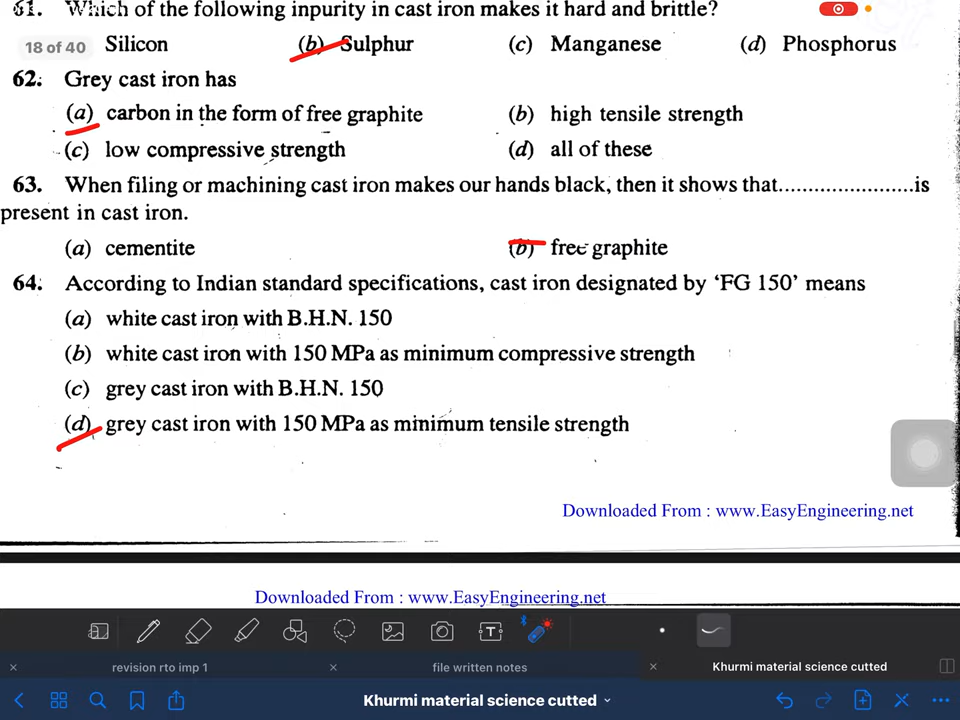 61. Which of the following inpurity in cast iron makes it hard and brittle?
18 of 40 Silicon (b) Sulphur (c) Manganese (d) Phosphorus
62. Grey cast iron has
(a) carbon in the form of free graphite (b) high tensile strength
(c) low compressive strength (d) all of these
63. When filing or machining cast iron makes our hands black, then it shows that.......................is
present in cast iron.
(a) cementite (b) free graphite
64. According to Indian standard specifications, cast iron designated by ‘FG 150’ means
(a) white cast iron with B.H.N. 150
(b) white cast iron with 150 MPa as minimum compressive strength
(c) grey cast iron with B.H.N. 150
(d) grey cast iron with 150 MPa as minimum tensile strength
Downloaded From : www.EasyEngineering.net
Downloaded From : www.EasyEngineering.net
T
revision rto imp 1 file written notes Khurmi material science cutted
Khurmi material science cutted